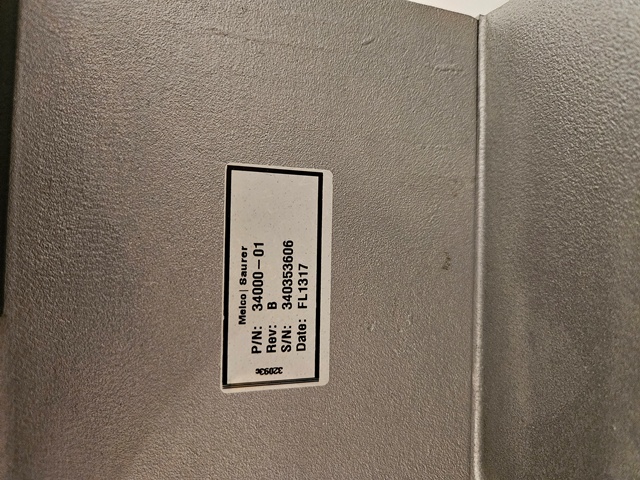 Melco | Saurer
P/N: 34000-01
Rev: B
S/N: 340353606
Date: FL1317
32093c